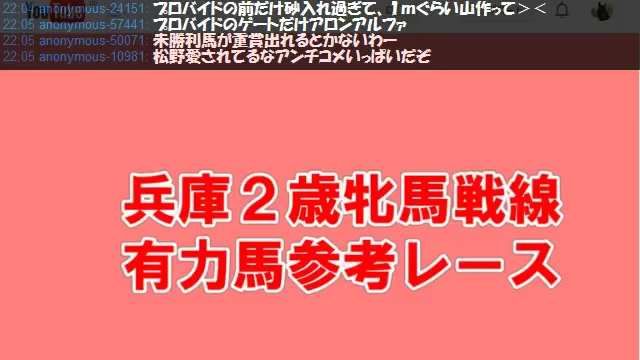 22:04 anonymous-24151: プロバイドの前だけ砂入れ過ぎて、1mぐらい山作って＞＜
22:05 anonymous-57441: プロバイドのゲートだけアロンアルファ
22:05 anonymous-50071: 未勝利馬が重賞出れるとかないわー
22:05 anonymous-10981: 松野愛されてるなアンチコメいっぱいだぞ
兵庫２歳牝馬戦線
有力馬参考レース